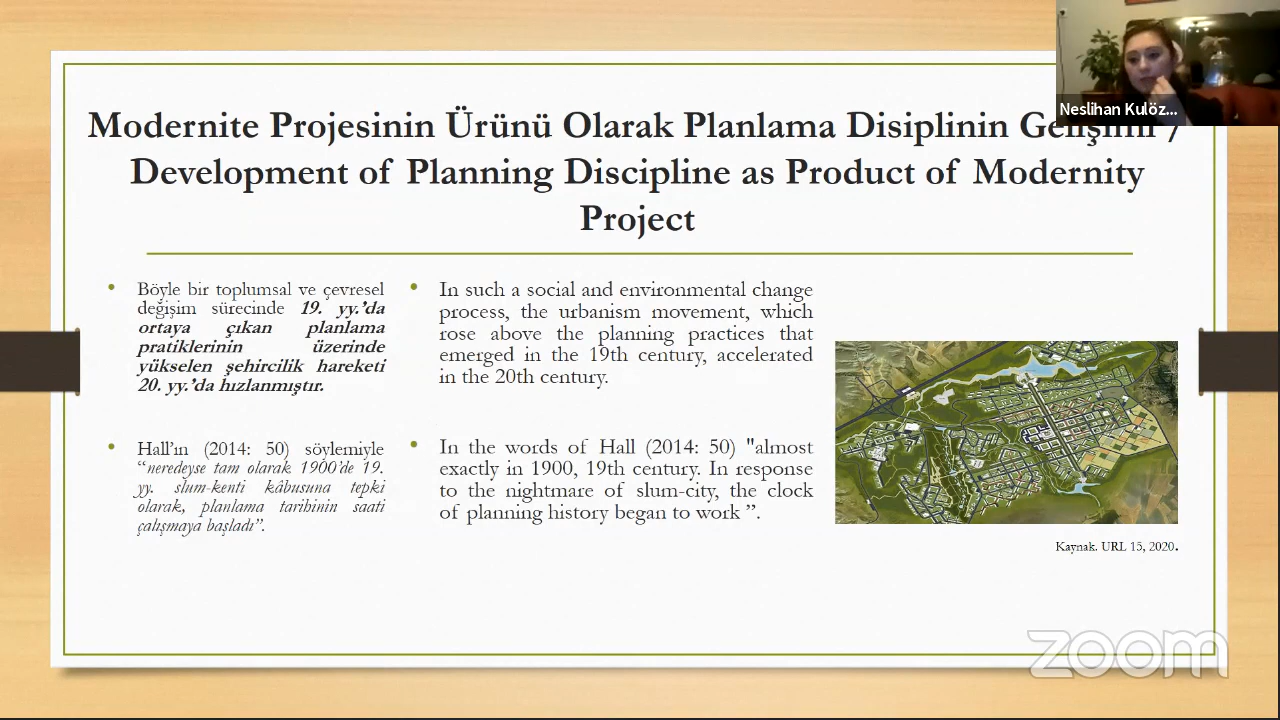 Neslihan Kulöz...
Modernite Projesinin Ürünü Olarak Planlama Disiplinin Gelişimi /
Development of Planning Discipline as Product of Modernity
Project
• Böyle bir toplumsal ve çevresel
değişim sürecinde 19. yy.'da
ortaya çıkan planlama
pratiklerinin üzerinde
yükselen şehircilik hareketi
20. yy.'da hızlanmıştır.
• Hall'ın (2014: 50) söylemiyle
“neredeyse tam olarak 1900'de 19.
yy. slum-kenti kâbusuna tepki
olarak, planlama tarihinin saati
çalışmaya başladı”.
• In such a social and environmental change
process, the urbanism movement, which
rose above the planning practices that
emerged in the 19th century, accelerated
in the 20th century.
• In the words of Hall (2014: 50) "almost
exactly in 1900, 19th century. In response
to the nightmare of slum-city, the clock
of planning history began to work ”.
Kaynak. URL 15, 2020.
zoom